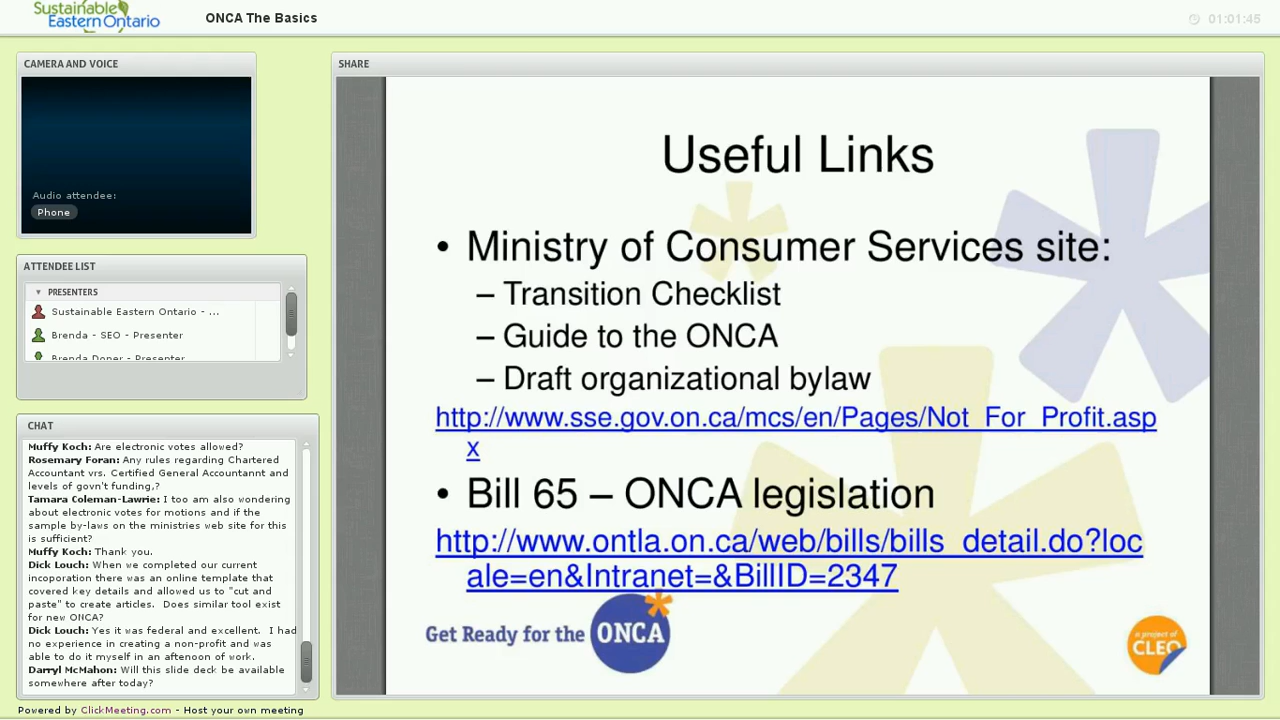 Sustainable
Eastern Ontario
ONCA The Basics
01:01:45
CAMERA AND VOICE
Audio attendee:
Phone
ATTENDEE LIST
PRESENTERS
Sustainable Eastern Ontario - ...
Brenda - SEO - Presenter
Brenda Doner - Presenter
CHAT
Muffy Koch: Are electronic votes allowed?
Rosemary Foran: Any rules regarding Chartered
Accountant vrs. Certified General Accountannt and
levels of govn't funding,?
Tamara Coleman-Lawrie: I too am also wondering
about electronic votes for motions and if the
sample by-laws on the ministries web site for this
is sufficient?
Muffy Koch: Thank you.
Dick Louch: When we completed our current
incoporation there was an online template that
covered key details and allowed us to "cut and
paste" to create articles. Does similar tool exist
for new ONCA?
Dick Louch: Yes it was federal and excellent. I had
no experience in creating a non-profit and was
able to do it myself in an afternoon of work.
Darryl McMahon: Will this slide deck be available
somewhere after today?
Powered by ClickMeeting.com - Host your own meeting
SHARE
Useful Links
• Ministry of Consumer Services site:
– Transition Checklist
– Guide to the ONCA
– Draft organizational bylaw
http://www.sse.gov.on.ca/mcs/en/Pages/Not_For_Profit.asp
x
• Bill 65 – ONCA legislation
http://www.ontla.on.ca/web/bills/bills_detail.do?loc
ale=en&Intranet=&BillID=2347
Get Ready for the ONCA
a project of
CLEO